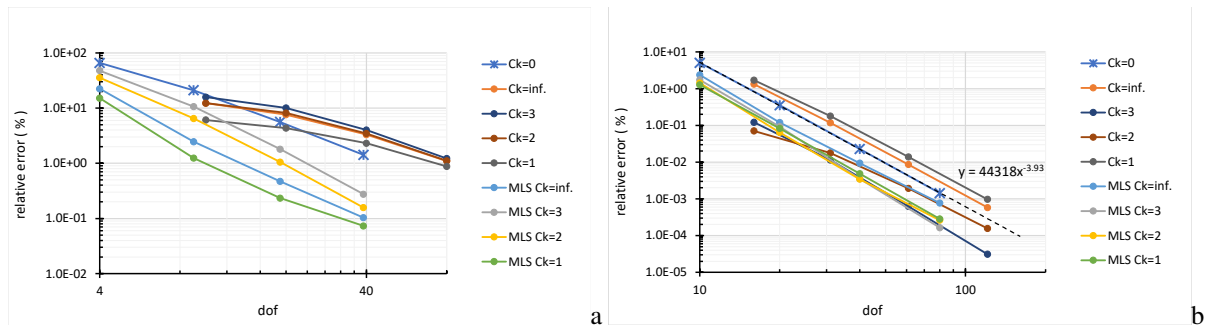 1.0E+02
1.0E+01
1.0E+00
1.0E-01
1.0E-02
relative error ( % )
4
40
dof
Ck=0
Ck=inf.
Ck=3
Ck=2
Ck=1
MLS Ck=inf.
MLS Ck=3
MLS Ck=2
MLS Ck=1
a
1.0E+01
1.0E+00
1.0E-01
1.0E-02
1.0E-03
1.0E-04
1.0E-05
relative error ( % )
y = 44318x^-3.93
10
100
dof
Ck=0
Ck=inf.
Ck=3
Ck=2
Ck=1
MLS Ck=inf.
MLS Ck=3
MLS Ck=2
MLS Ck=1
b